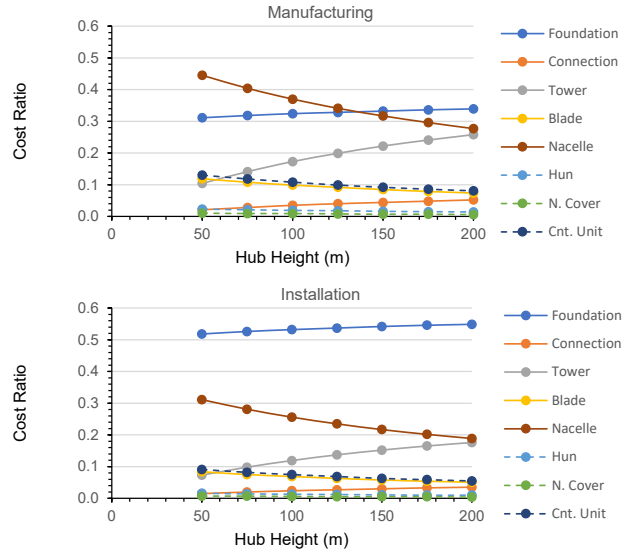 Manufacturing
Cost Ratio
0.6
0.5
0.4
0.3
0.2
0.1
0.0
0
50
100
150
200
Hub Height (m)
Foundation
Connection
Tower
Blade
Nacelle
Hun
N. Cover
Cnt. Unit
Installation
Cost Ratio
0.6
0.5
0.4
0.3
0.2
0.1
0.0
0
50
100
150
200
Hub Height (m)
Foundation
Connection
Tower
Blade
Nacelle
Hun
N. Cover
Cnt. Unit